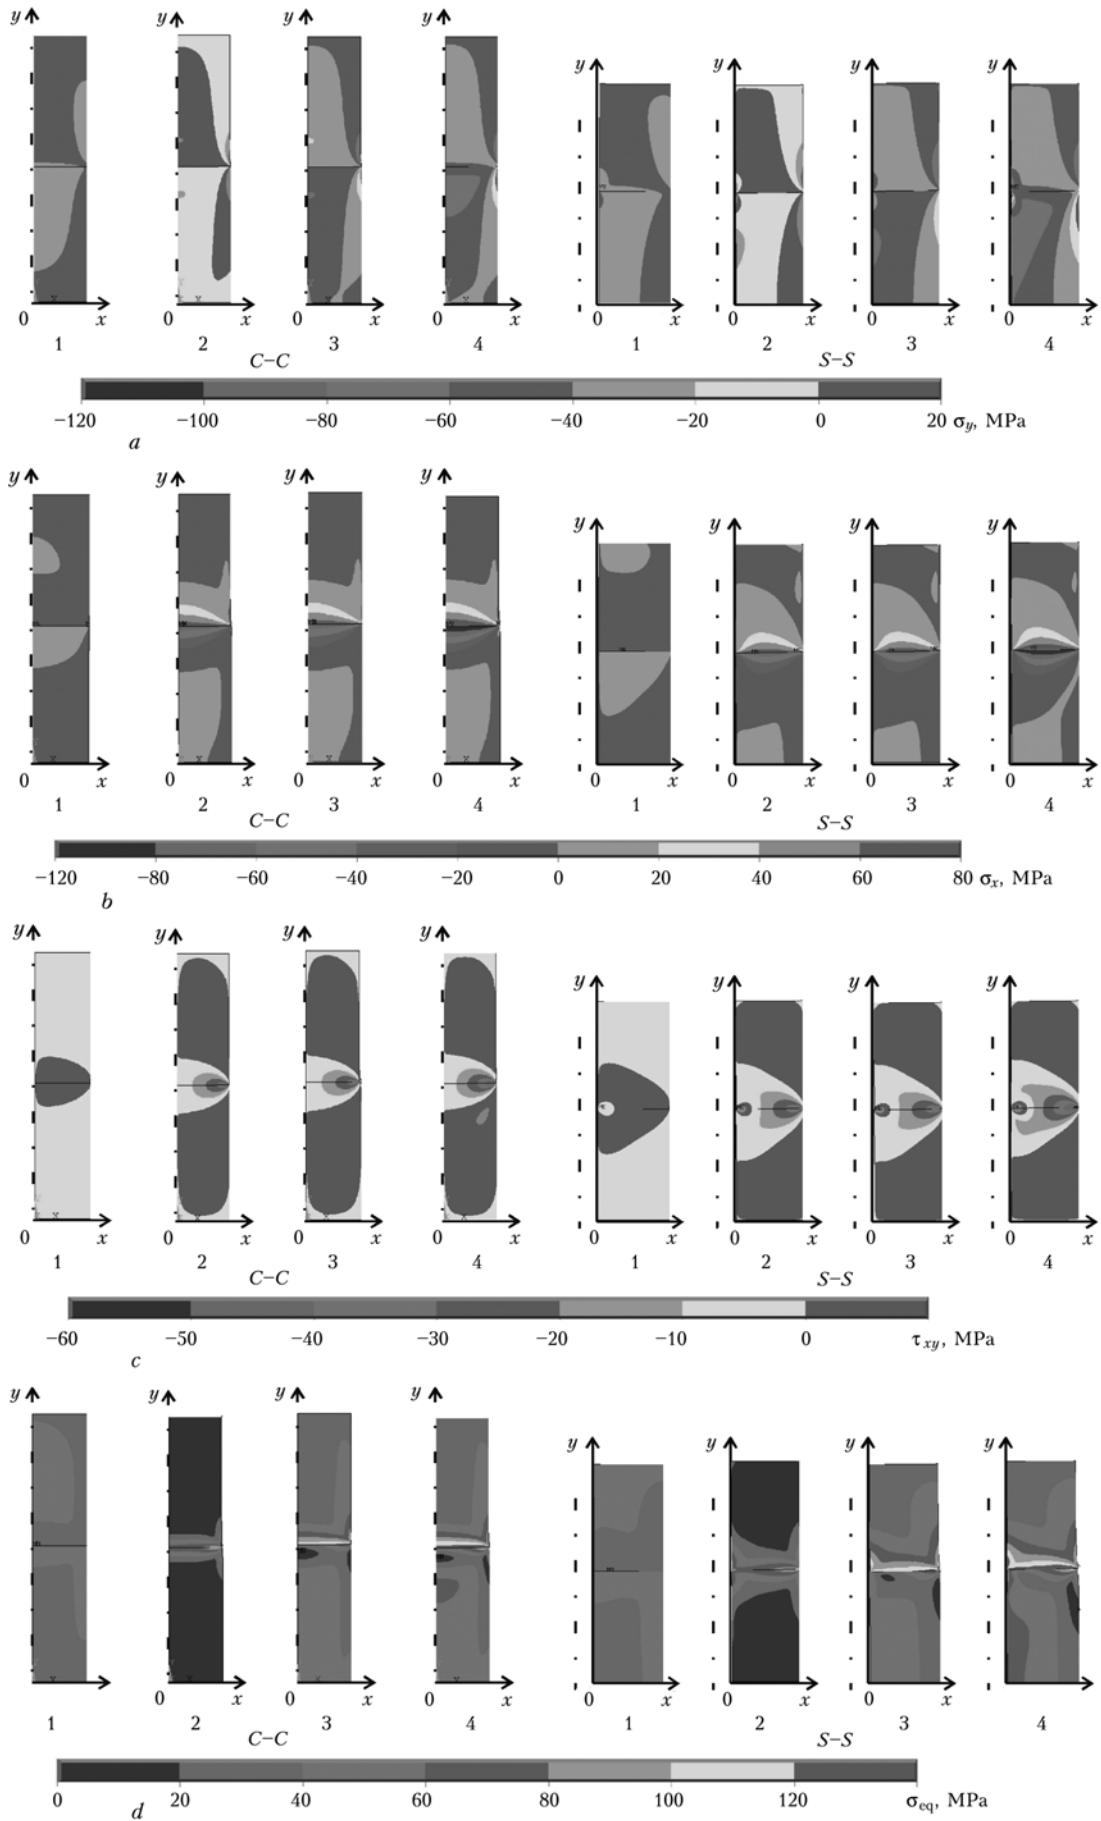 y y y y y y y y
0 x 0 x 0 x 0 x 0 x 0 x 0 x 0 x
1 2 3 4 1 2 3 4
C–C S–S
−120 −100 −80 −60 −40 −20 0 20 σy, MPa
a
y y y y y y y y
0 x 0 x 0 x 0 x 0 x 0 x 0 x 0 x
1 2 3 4 1 2 3 4
C–C S–S
−120 −80 −60 −40 −20 0 20 40 60 80 σx, MPa
b
y y y y y y y y
0 x 0 x 0 x 0 x 0 x 0 x 0 x 0 x
1 2 3 4 1 2 3 4
C–C S–S
−60 −50 −40 −30 −20 −10 0 τxy, MPa
c
y y y y y y y y
0 x 0 x 0 x 0 x 0 x 0 x
1 2 3 4 1 2 3 4
C–C S–S
0 20 40 60 80 100 120 σeq, MPa
d